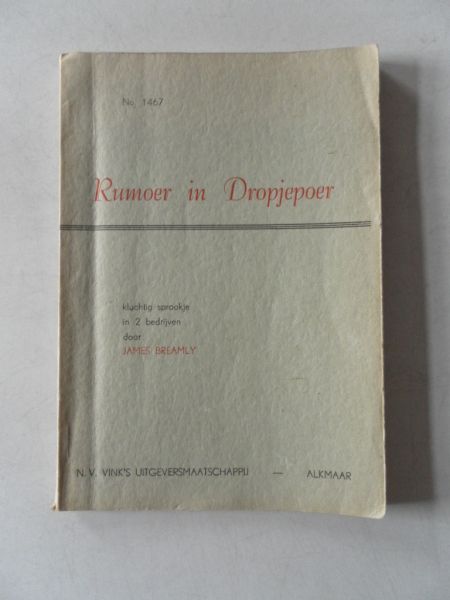 No. 1467
Rumoer in Dropjepoer
kluchtig sprookje
in 2 bedrijven
door
JAMES BREAMLY
N. V. VINK'S UITGEVERSMAATSCHAPPIJ — ALKMAAR